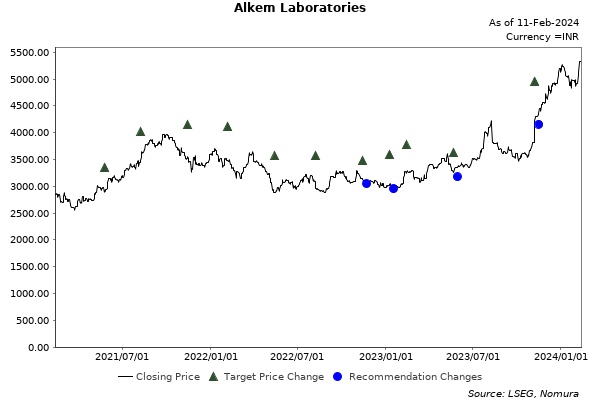 Alkem Laboratories
As of 11-Feb-2024
Currency =INR
5500.00
5000.00
4500.00
4000.00
3500.00
3000.00
2500.00
2000.00
1500.00
1000.00
500.00
0.00
2021/07/01 2022/01/01 2022/07/01 2023/01/01 2023/07/01 2024/01/01
Closing Price Target Price Change Recommendation Changes
Source: LSEG, Nomura